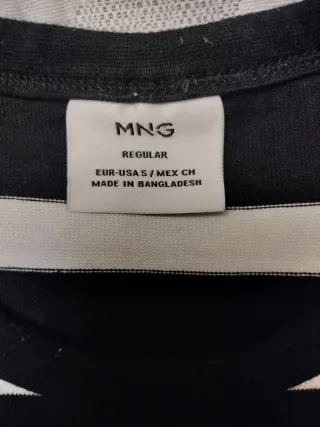 MNG
REGULAR
EUR-USA S / MEX CH
MADE IN BANGLADESH